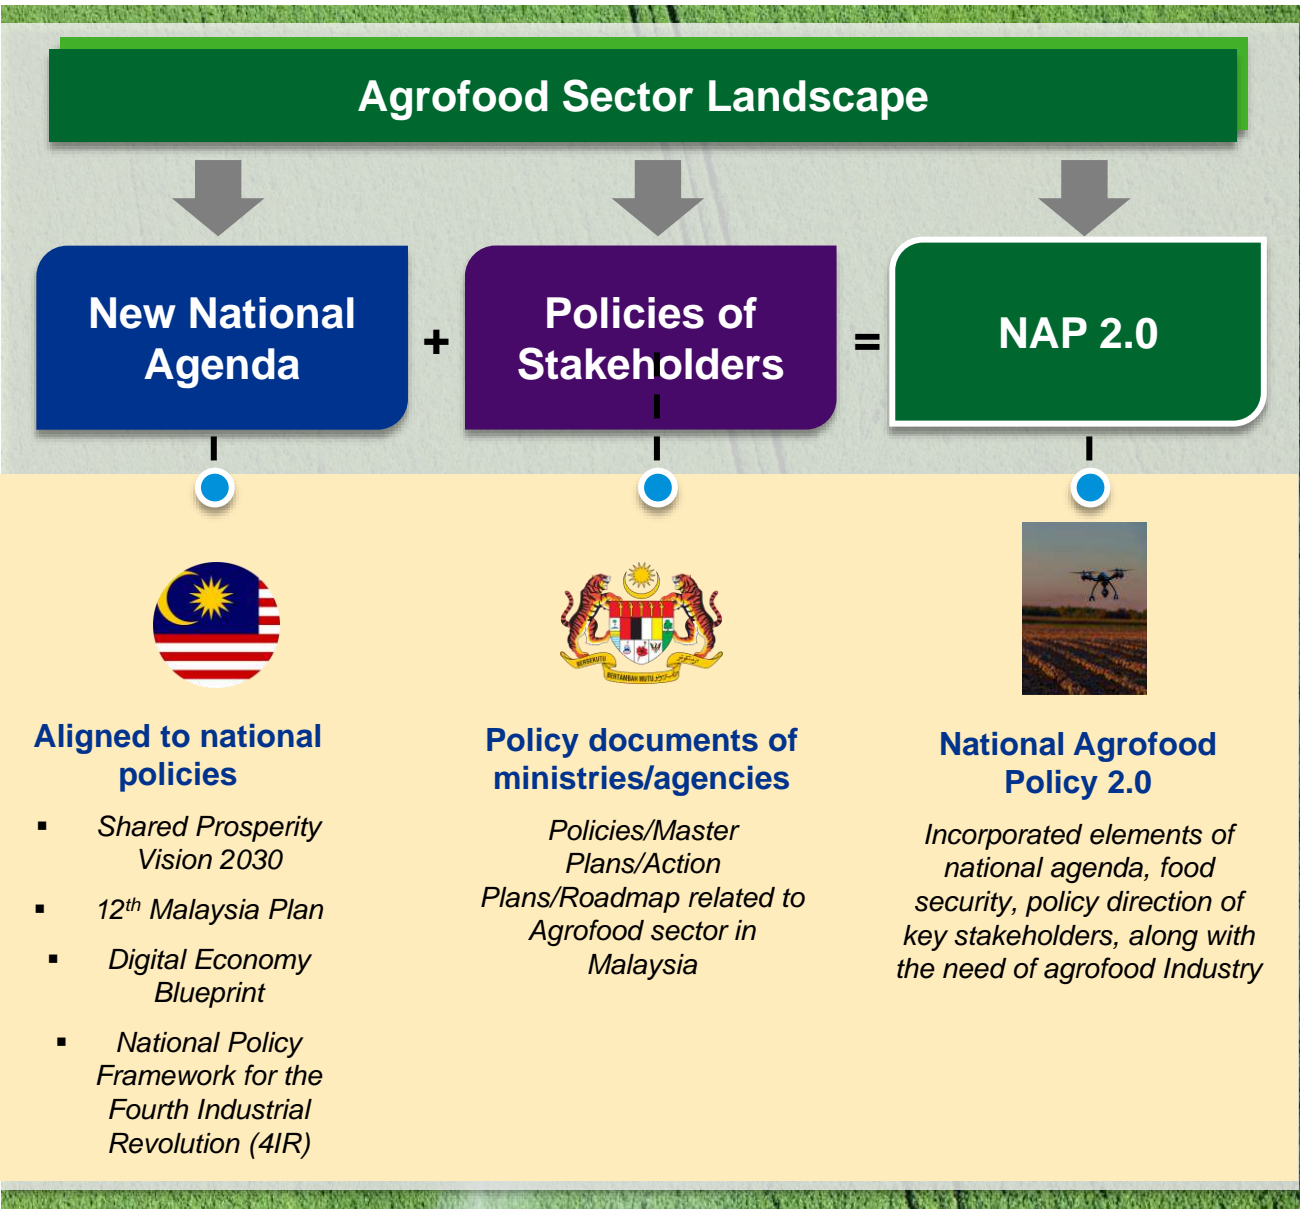 Agrofood Sector Landscape
New National
Agenda
+
Policies of
Stakeholders
=
NAP 2.0
BERSEKUTU
BERTAMBAH MUTU
Aligned to national
policies
▪ Shared Prosperity
Vision 2030
▪ 12th Malaysia Plan
▪ Digital Economy
Blueprint
▪ National Policy
Framework for the
Fourth Industrial
Revolution (4IR)
Policy documents of
ministries/agencies
Policies/Master
Plans/Action
Plans/Roadmap related to
Agrofood sector in
Malaysia
National Agrofood
Policy 2.0
Incorporated elements of
national agenda, food
security, policy direction of
key stakeholders, along with
the need of agrofood Industry